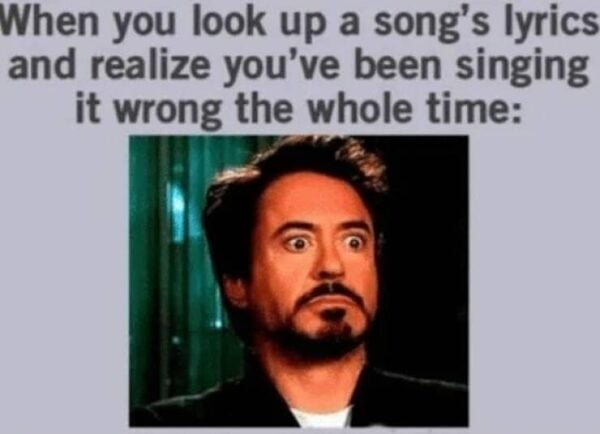 When you look up a song's lyrics
and realize you've been singing
it wrong the whole time: